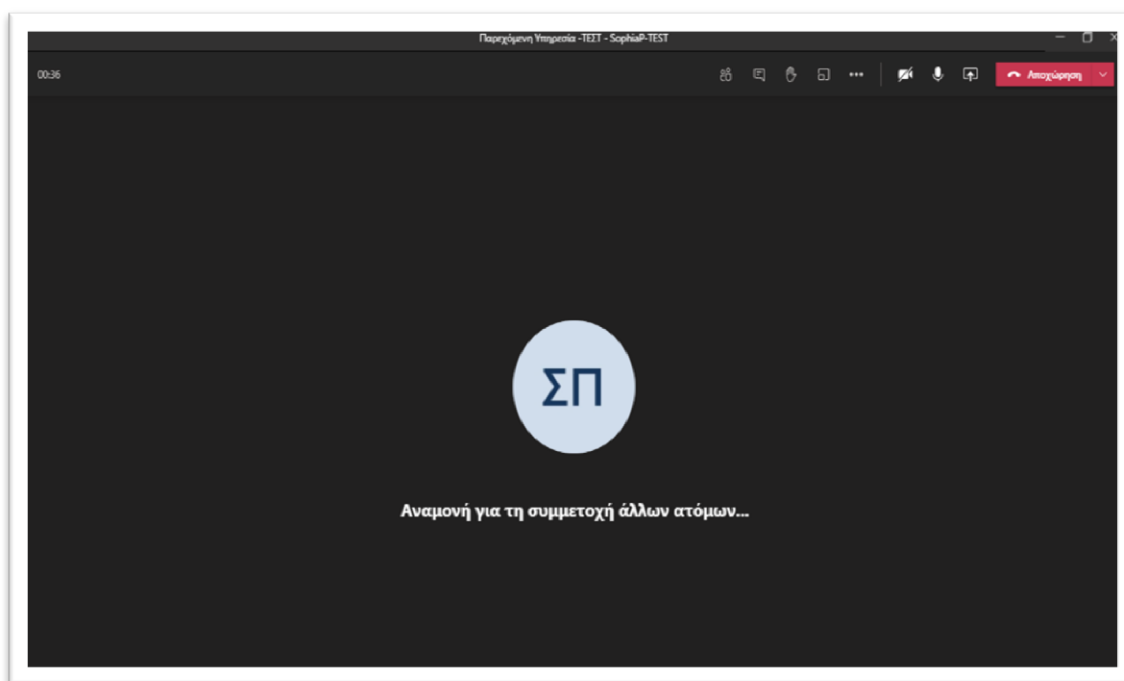 Παρεχόμενη Υπηρεσία -ΤΕΣΤ - SophiaP-TEST
00:36
Αποχώρηση
ΣΠ
Αναμονή για τη συμμετοχή άλλων ατόμων...